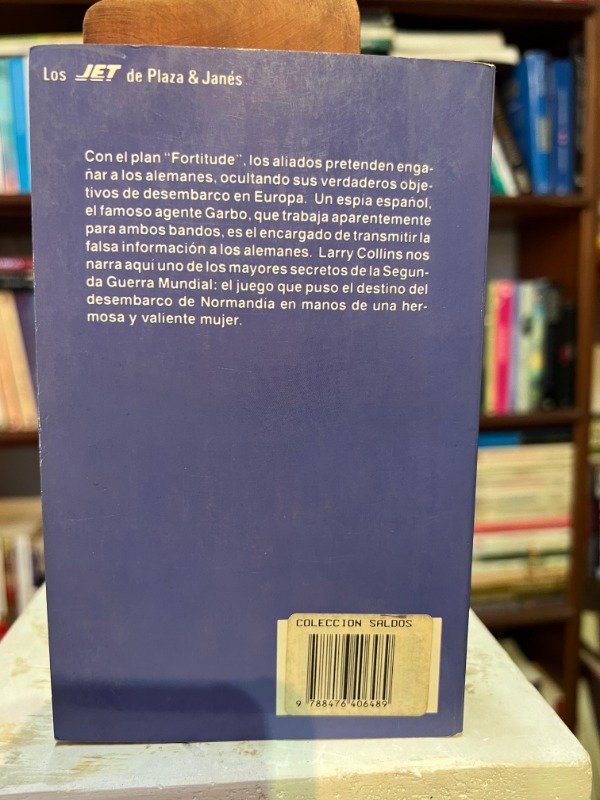 Los JET de Plaza & Janés
Con el plan "Fortitude", los aliados pretenden enga-
ñar a los alemanes, ocultando sus verdaderos obje-
tivos de desembarco en Europa. Un espía español,
el famoso agente Garbo, que trabaja aparentemente
para ambos bandos, es el encargado de transmitir la
falsa información a los alemanes. Larry Collins nos
narra aquí uno de los mayores secretos de la Segun-
da Guerra Mundial: el juego que puso el destino del
desembarco de Normandía en manos de una her-
mosa y valiente mujer.
COLECCION SALDOS
9 788476 406489